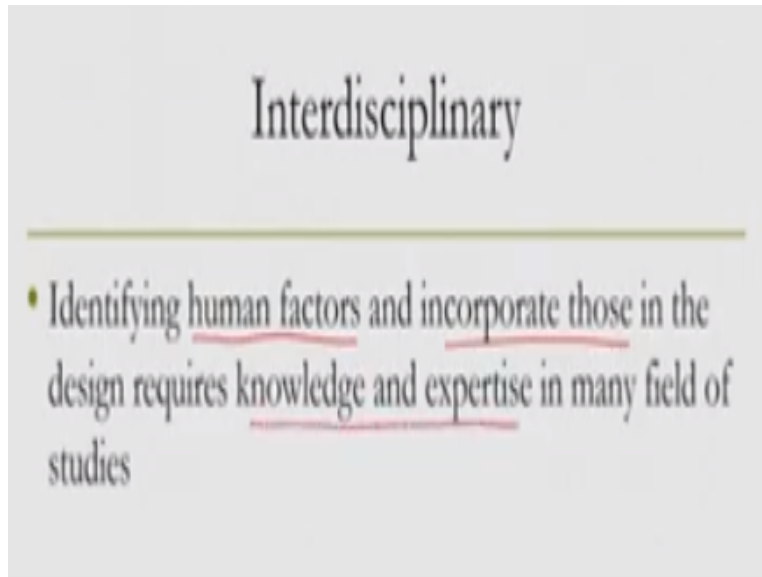 Interdisciplinary
• Identifying human factors and incorporate those in the
design requires knowledge and expertise in many field of
studies